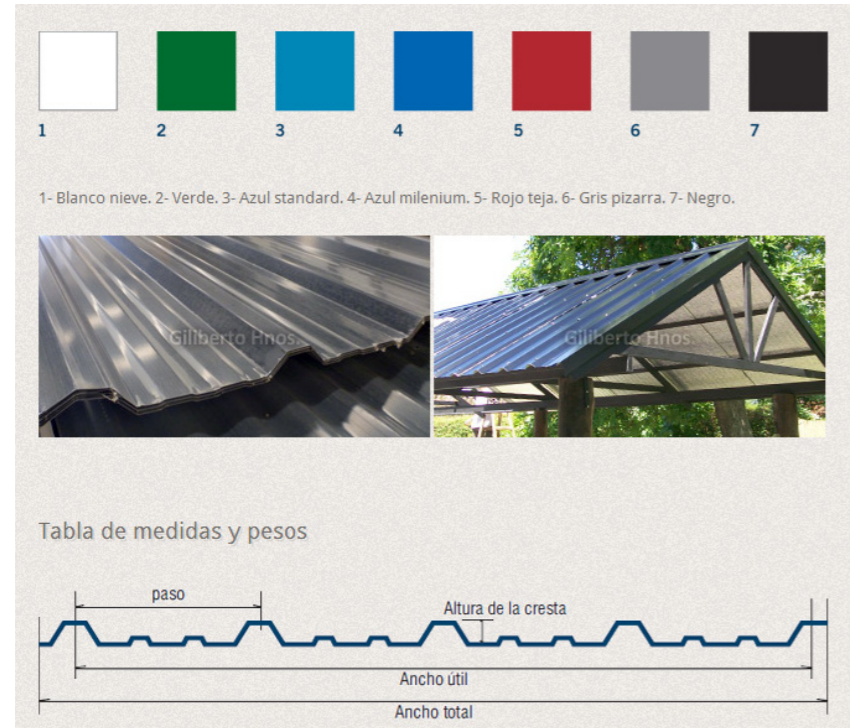 1 2 3 4 5 6 7
1- Blanco nieve. 2- Verde. 3- Azul standard. 4- Azul milenium. 5- Rojo teja. 6- Gris pizarra. 7- Negro.
Giliberto Hnos. Giliberto Hnos.
Tabla de medidas y pesos
paso
Altura de la cresta
Ancho útil
Ancho total